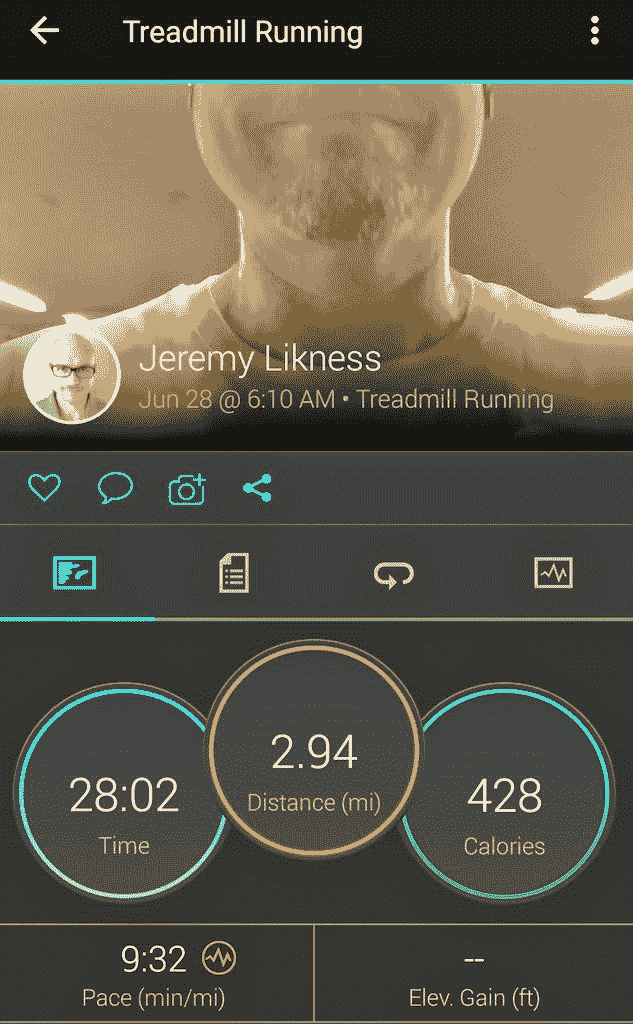 Treadmill Running
Jeremy Likness
Jun 28 @ 6:10 AM • Treadmill Running
28:02
Time
2.94
Distance (mi)
428
Calories
9:32
Pace (min/mi)
--
Elev. Gain (ft)